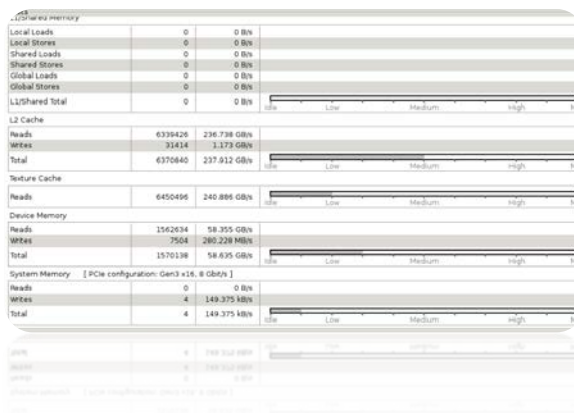 L1/Shared Memory
Local Loads 0 0 B/s
Local Stores 0 0 B/s
Shared Loads 0 0 B/s
Shared Stores 0 0 B/s
Global Loads 0 0 B/s
Global Stores 0 0 B/s
L1/Shared Total 0 0 B/s
Idle Low Medium High
L2 Cache
Reads 6339426 236.738 GB/s
Writes 31414 1.173 GB/s
Total 6370840 237.912 GB/s
Idle Low Medium High
Texture Cache
Reads 6450496 240.886 GB/s
Idle Low Medium High
Device Memory
Reads 1562634 58.355 GB/s
Writes 7504 280.228 MB/s
Total 1570138 58.635 GB/s
Idle Low Medium High
System Memory [ PCIe configuration: Gen3 x16, 8 Gbit/s ]
Reads 0 0 B/s
Writes 4 149.375 kB/s
Total 4 149.375 kB/s
Idle Low Medium High